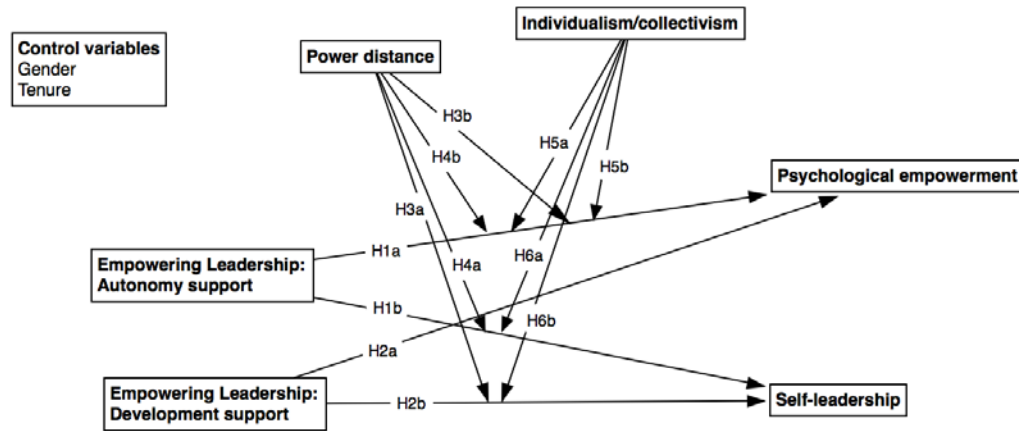 Individualism/collectivism
Control variables
Gender
Tenure
Power distance
H3b
H5a
H4b
H5b
Psychological empowerment
H3a
H1a
H4a
H6a
Empowering Leadership:
Autonomy support
H1b
H6b
H2a
Empowering Leadership:
Development support
H2b
Self-leadership